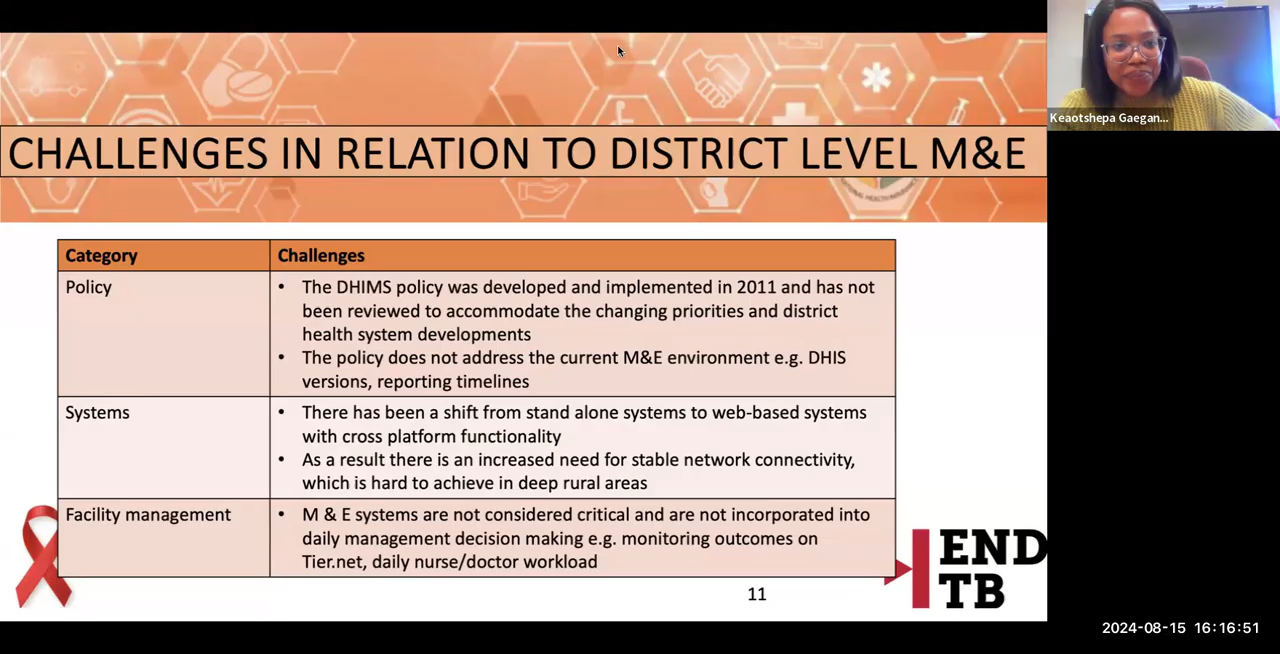 CHALLENGES IN RELATION TO DISTRICT LEVEL M&E
Keaotshepa Gaegan...
Category
Challenges
Policy
• The DHIMS policy was developed and implemented in 2011 and has not
been reviewed to accommodate the changing priorities and district
health system developments
• The policy does not address the current M&E environment e.g. DHIS
versions, reporting timelines
Systems
• There has been a shift from stand alone systems to web-based systems
with cross platform functionality
• As a result there is an increased need for stable network connectivity,
which is hard to achieve in deep rural areas
Facility management
• M & E systems are not considered critical and are not incorporated into
daily management decision making e.g. monitoring outcomes on
Tier.net, daily nurse/doctor workload
END
TB
11
2024-08-15 16:16:51